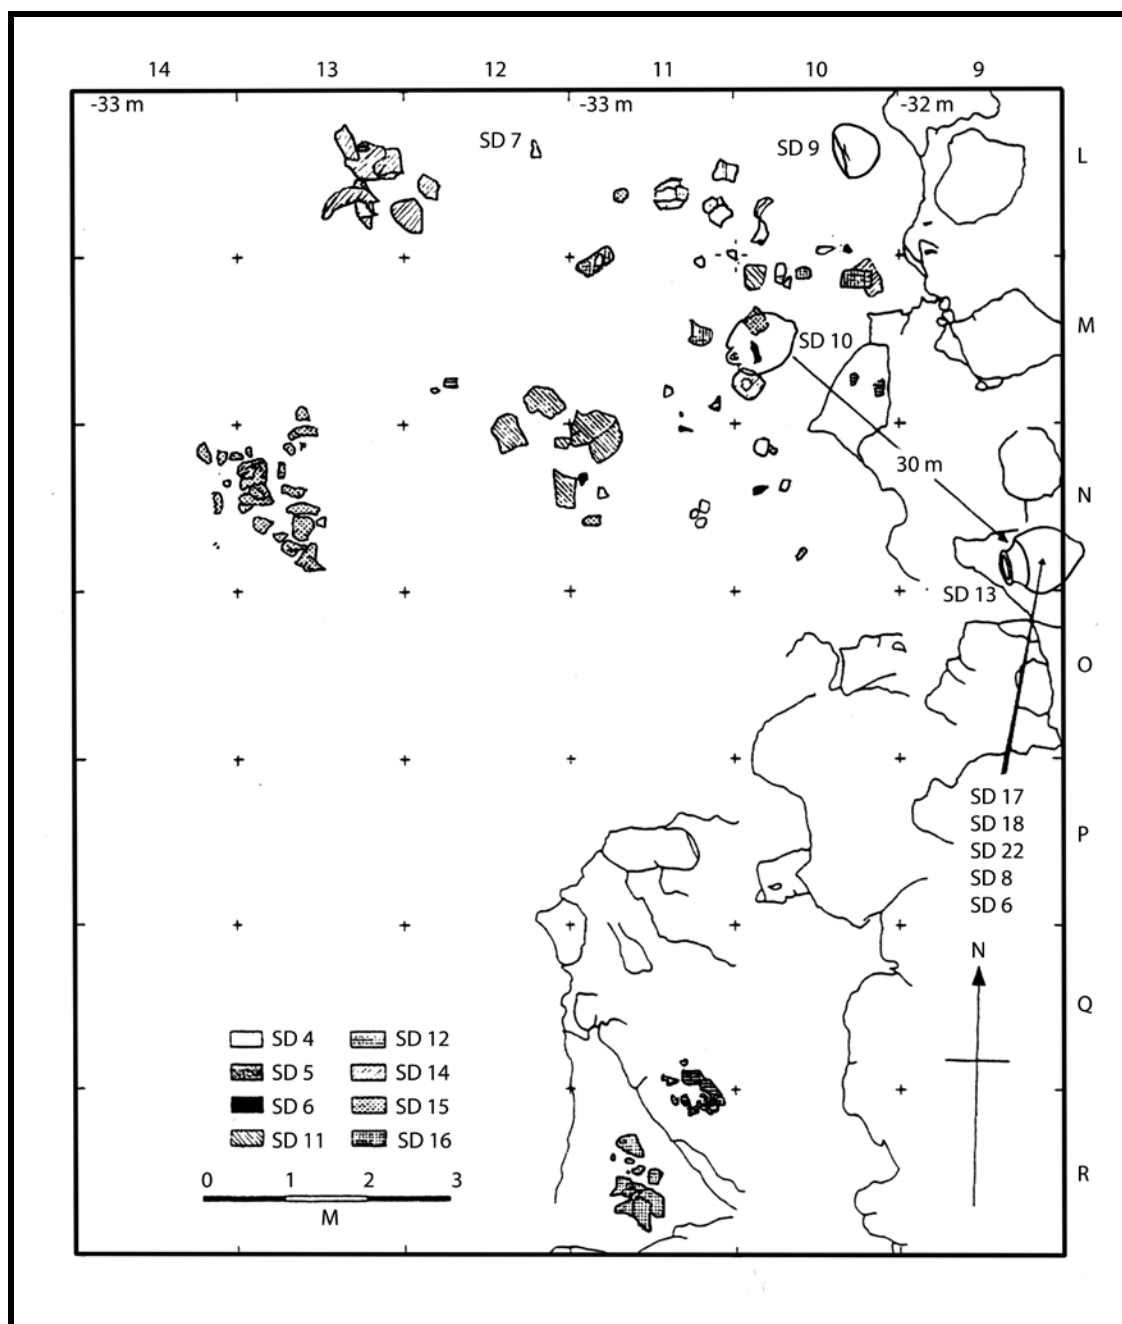 14 13 12 11 10 9
-33 m -33 m -32 m
SD 7 SD 9 L
SD 10 M
30 m
N
SD 13
O
SD 17
SD 18
SD 22
SD 8
SD 6
P
N
Q
SD 4 SD 12
SD 5 SD 14
SD 6 SD 15
SD 11 SD 16
R
0 1 2 3
M